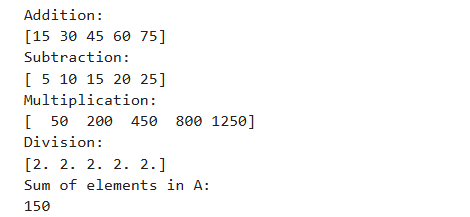 Addition:
[15 30 45 60 75]
Subtraction:
[ 5 10 15 20 25]
Multiplication:
[  50  200  450  800 1250]
Division:
[2. 2. 2. 2. 2.]
Sum of elements in A:
150